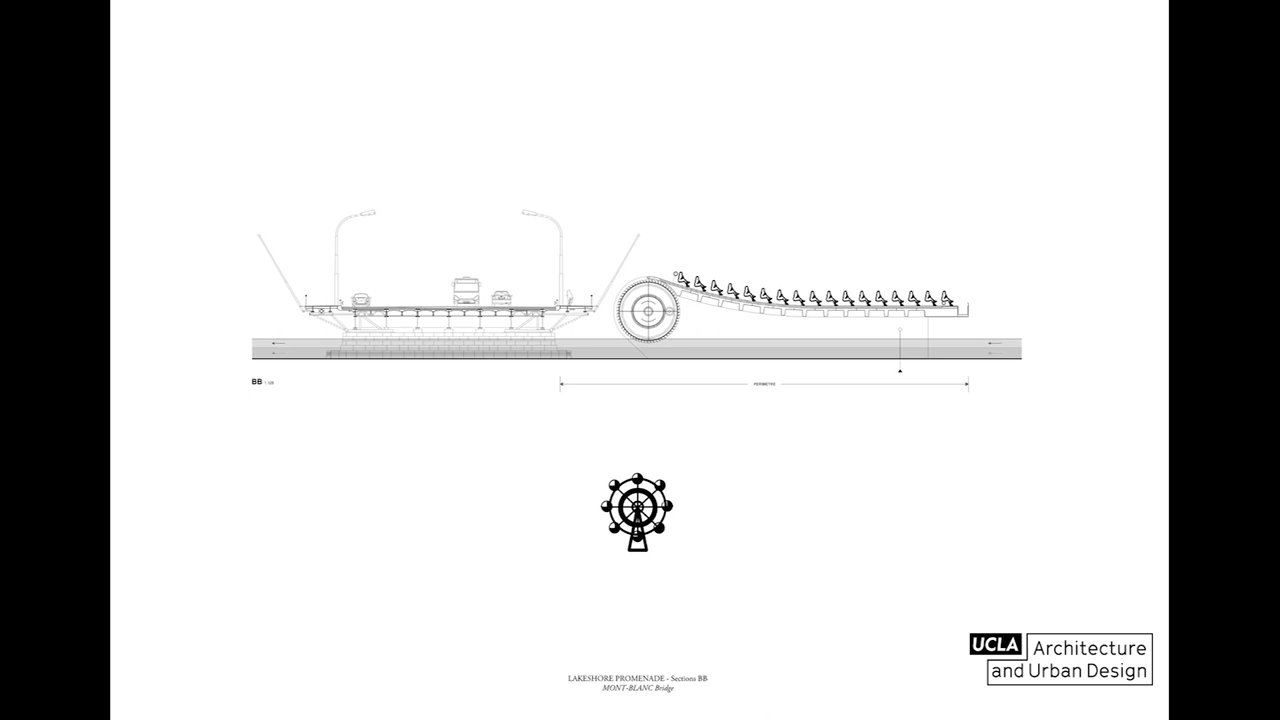 BB
PERIMETRE
LAKESHORE PROMENADE - Sections BB
MONT-BLANC Bridge
UCLA Architecture
and Urban Design